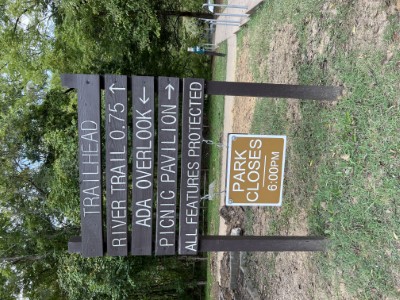 TRAILHEAD
RIVER TRAIL 0.75 ↑
ADA OVERLOOK ←
PICNIC PAVILION →
ALL FEATURES PROTECTED
PARK
CLOSES
6:00PM